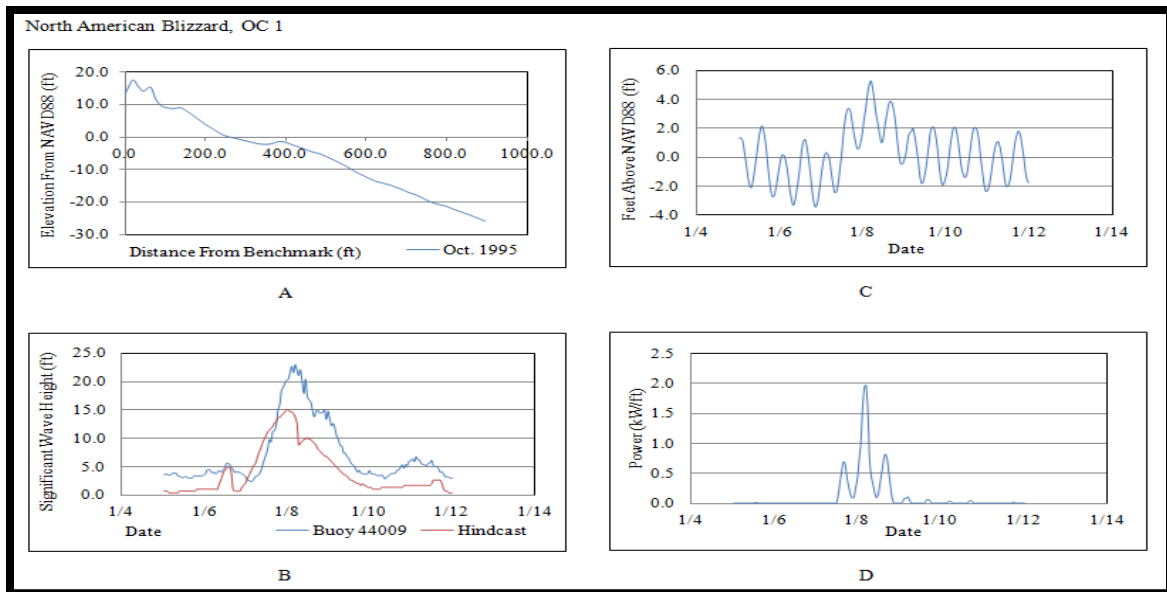 North American Blizzard, OC 1
Elevation From NAVD88 (ft)
20.0
10.0
0.0
-10.0
-20.0
-30.0
0.0 200.0 400.0 600.0 800.0 1000.0
Distance From Benchmark (ft)
Oct. 1995
A
Feet Above NAVD88 (ft)
6.0
4.0
2.0
0.0
-2.0
-4.0
1/4 1/6 1/8 1/10 1/12 1/14
Date
C
Significant Wave Height (ft)
25.0
20.0
15.0
10.0
5.0
0.0
1/4 1/6 1/8 1/10 1/12 1/14
Date
Buoy 44009 Hindcast
B
Power (kW/ft)
2.5
2.0
1.5
1.0
0.5
0.0
1/4 1/6 1/8 1/10 1/12 1/14
Date
D